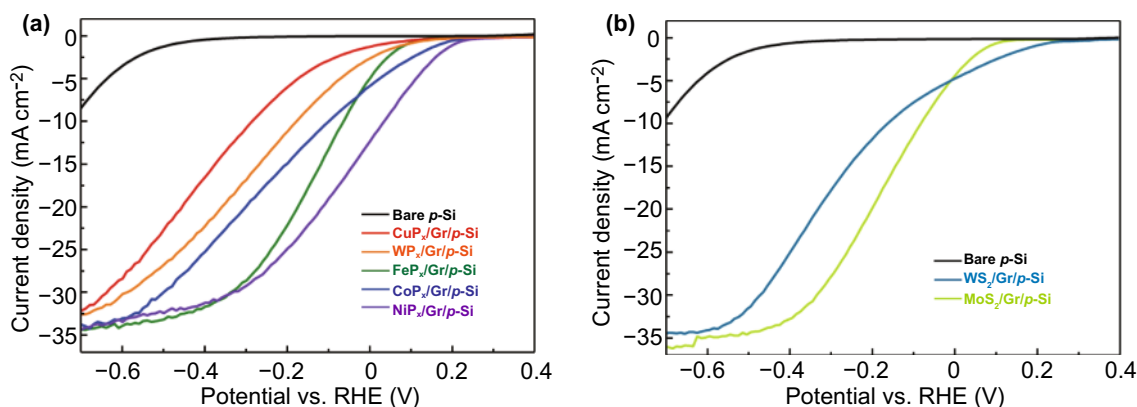 (a)
Current density (mA cm⁻²)
0
−5
−10
−15
−20
−25
−30
−35
Bare p-Si
CuPₓ/Gr/p-Si
WPₓ/Gr/p-Si
FePₓ/Gr/p-Si
CoPₓ/Gr/p-Si
NiPₓ/Gr/p-Si
−0.6 −0.4 −0.2 0 0.2 0.4
Potential vs. RHE (V)
(b)
Current density (mA cm⁻²)
0
−5
−10
−15
−20
−25
−30
−35
Bare p-Si
WS₂/Gr/p-Si
MoS₂/Gr/p-Si
−0.6 −0.4 −0.2 0 0.2 0.4
Potential vs. RHE (V)